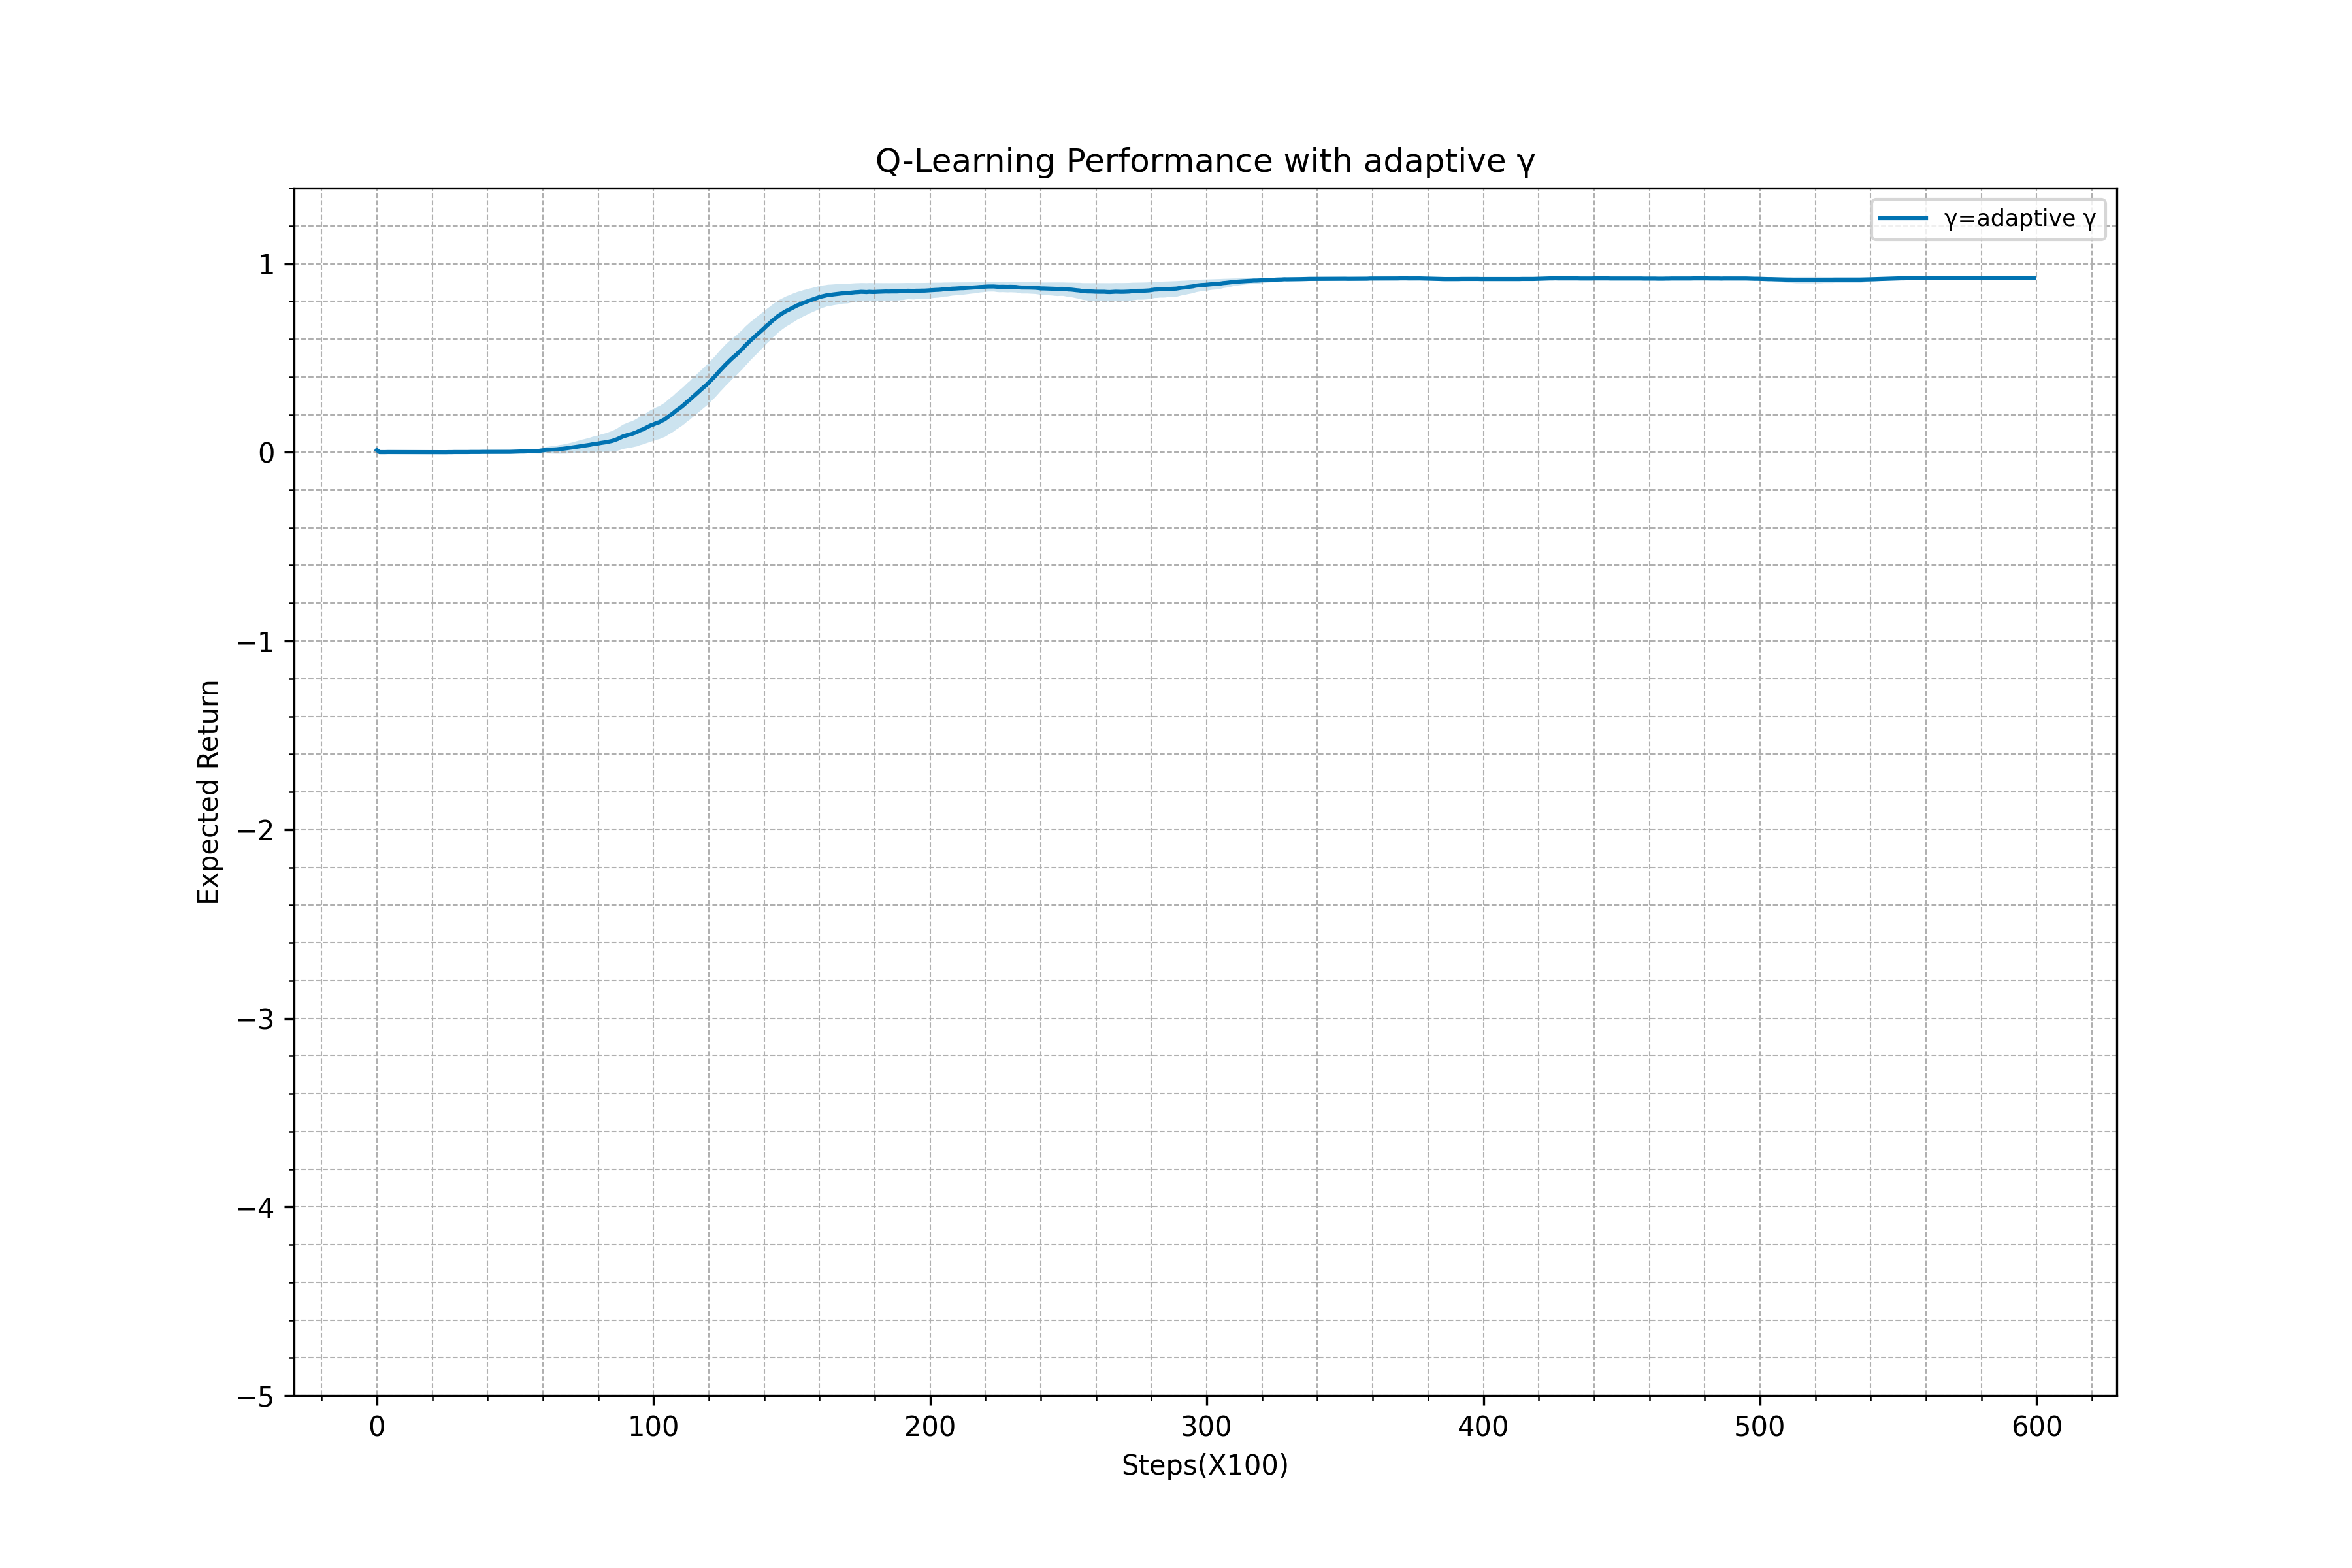 Q-Learning Performance with adaptive γ
γ=adaptive γ
1
0
−1
−2
−3
−4
−5
Expected Return
0 100 200 300 400 500 600
Steps(X100)